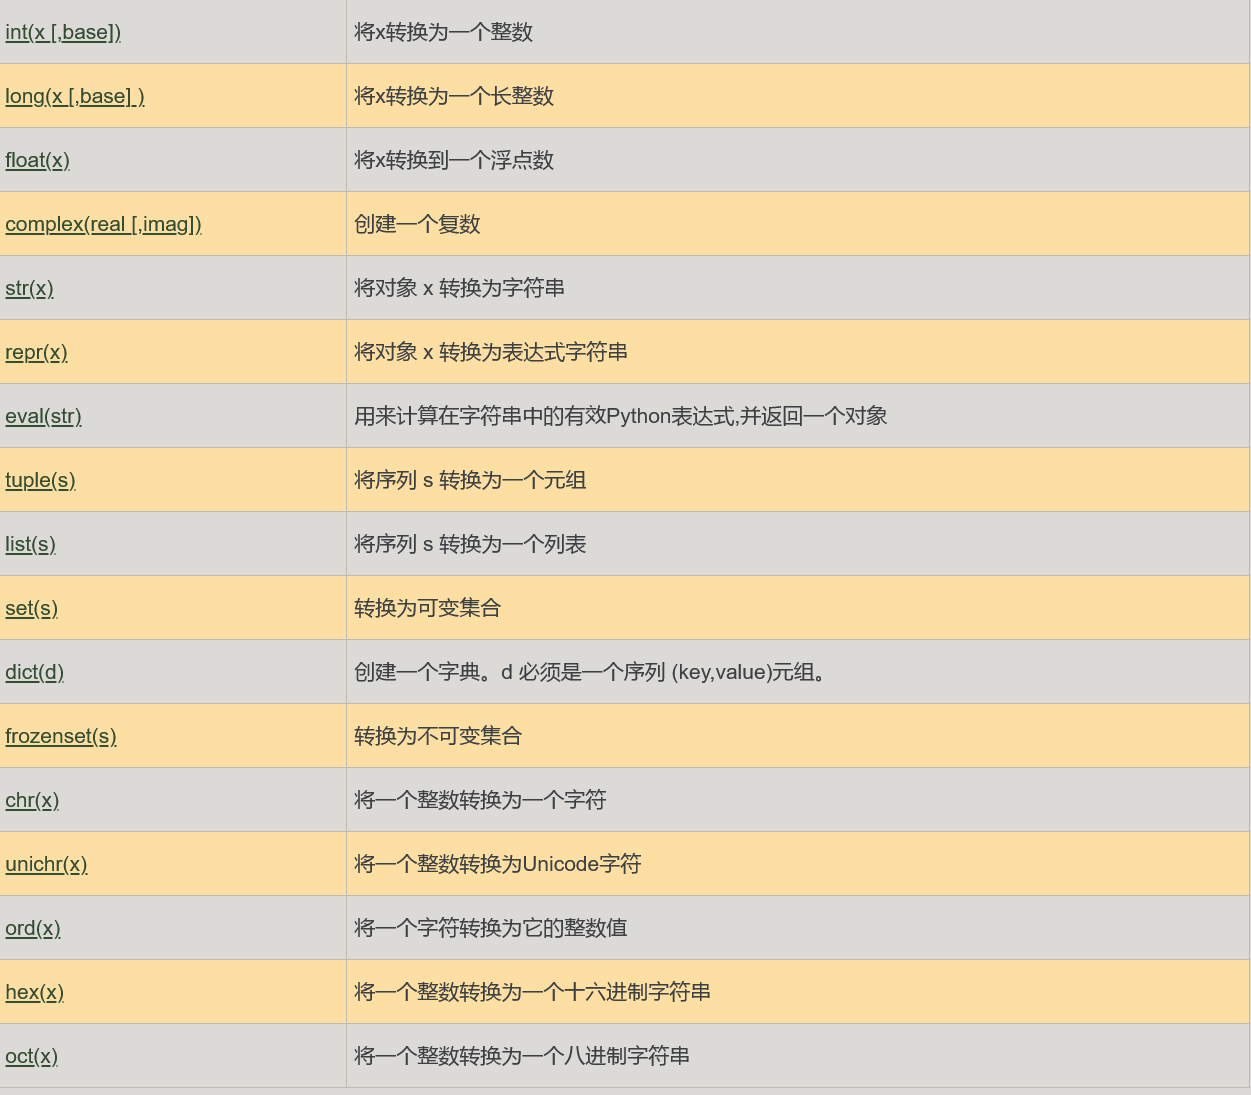 int(x [,base]) 将x转换为一个整数
long(x [,base] ) 将x转换为一个长整数
float(x) 将x转换到一个浮点数
complex(real [,imag]) 创建一个复数
str(x) 将对象 x 转换为字符串
repr(x) 将对象 x 转换为表达式字符串
eval(str) 用来计算在字符串中的有效Python表达式,并返回一个对象
tuple(s) 将序列 s 转换为一个元组
list(s) 将序列 s 转换为一个列表
set(s) 转换为可变集合
dict(d) 创建一个字典。d 必须是一个序列 (key,value)元组。
frozenset(s) 转换为不可变集合
chr(x) 将一个整数转换为一个字符
unichr(x) 将一个整数转换为Unicode字符
ord(x) 将一个字符转换为它的整数值
hex(x) 将一个整数转换为一个十六进制字符串
oct(x) 将一个整数转换为一个八进制字符串